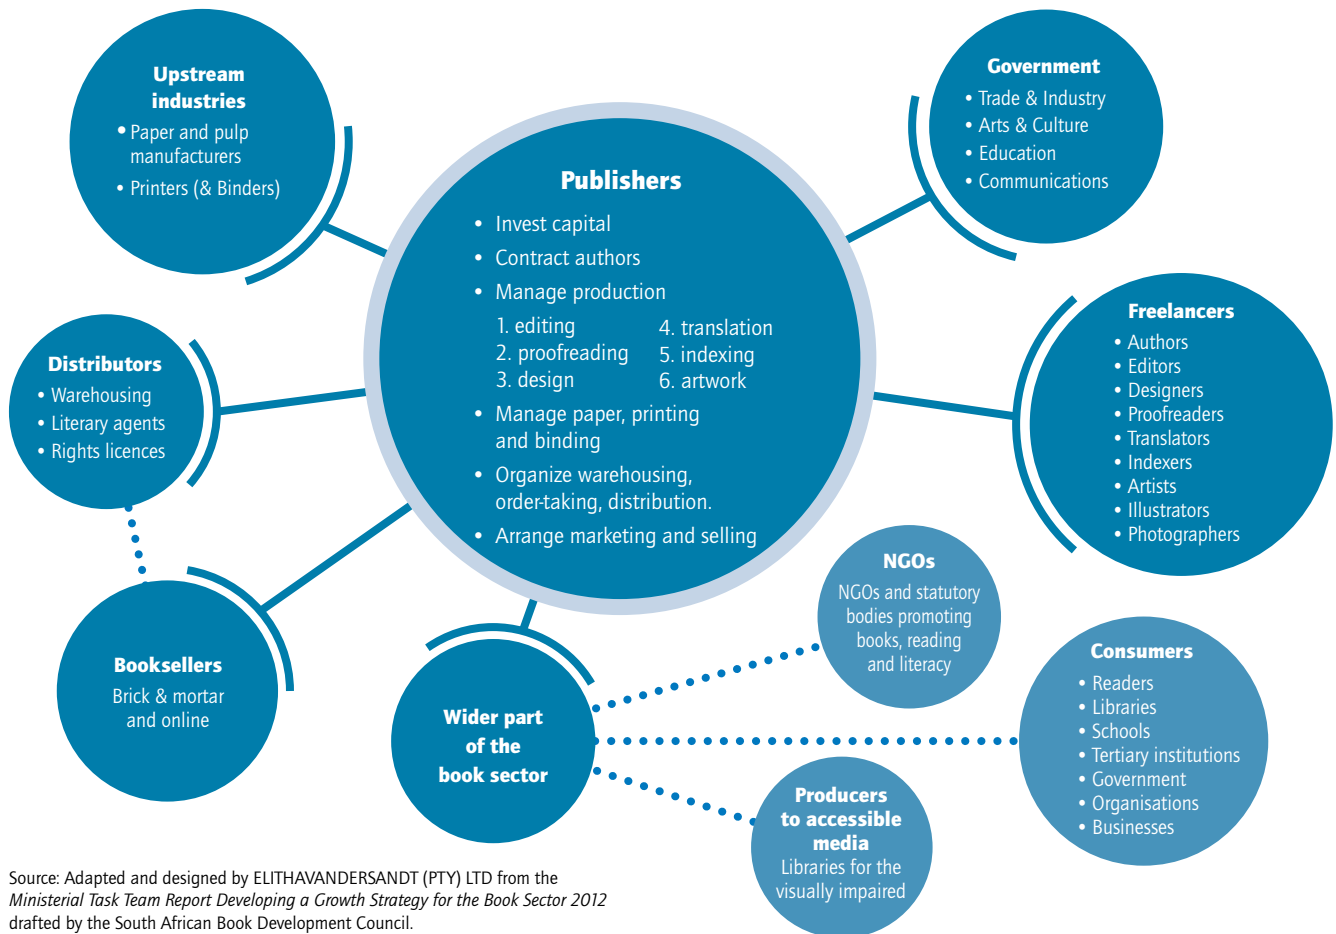 Upstream
industries
• Paper and pulp
manufacturers
• Printers (& Binders)
Distributors
• Warehousing
• Literary agents
• Rights licences
Booksellers
Brick & mortar
and online
Publishers
• Invest capital
• Contract authors
• Manage production
1. editing
2. proofreading
3. design
4. translation
5. indexing
6. artwork
• Manage paper, printing
and binding
• Organize warehousing,
order-taking, distribution.
• Arrange marketing and selling
Government
• Trade & Industry
• Arts & Culture
• Education
• Communications
Freelancers
• Authors
• Editors
• Designers
• Proofreaders
• Translators
• Indexers
• Artists
• Illustrators
• Photographers
Wider part
of the
book sector
NGOs
NGOs and statutory
bodies promoting
books, reading
and literacy
Consumers
• Readers
• Libraries
• Schools
• Tertiary institutions
• Government
• Organisations
• Businesses
Producers
to accessible
media
Libraries for the
visually impaired
Source: Adapted and designed by ELITHAVANDERSANDT (PTY) LTD from the
Ministerial Task Team Report Developing a Growth Strategy for the Book Sector 2012
drafted by the South African Book Development Council.